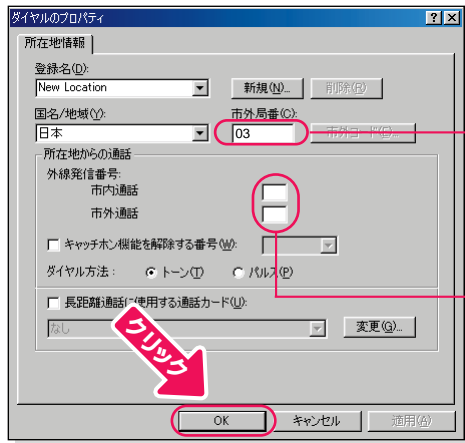 ダイヤルのプロパティ
所在地情報
登録名(D):
New Location
新規(N)...
削除(R)
国名/地域(Y):
市外局番(C):
日本
03
市外コード(E)...
所在地からの通話
外線発信番号:
市内通話
市外通話
キャッチホン機能を解除する番号(W):
ダイヤル方法:
トーン(T)
パルス(P)
長距離通話に使用する通話カード(U):
なし
変更(G)...
クリック
OK
キャンセル
適用(A)